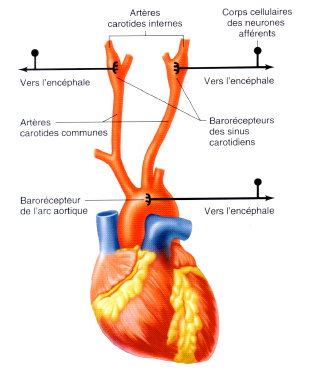 Artères
carotides internes
Corps cellulaires
des neurones
afférents
Vers l'encéphale
Vers l'encéphale
Artères
carotides communes
Barorécepteurs
des sinus
carotidiens
Barorécepteur
de l'arc aortique
Vers l'encéphale